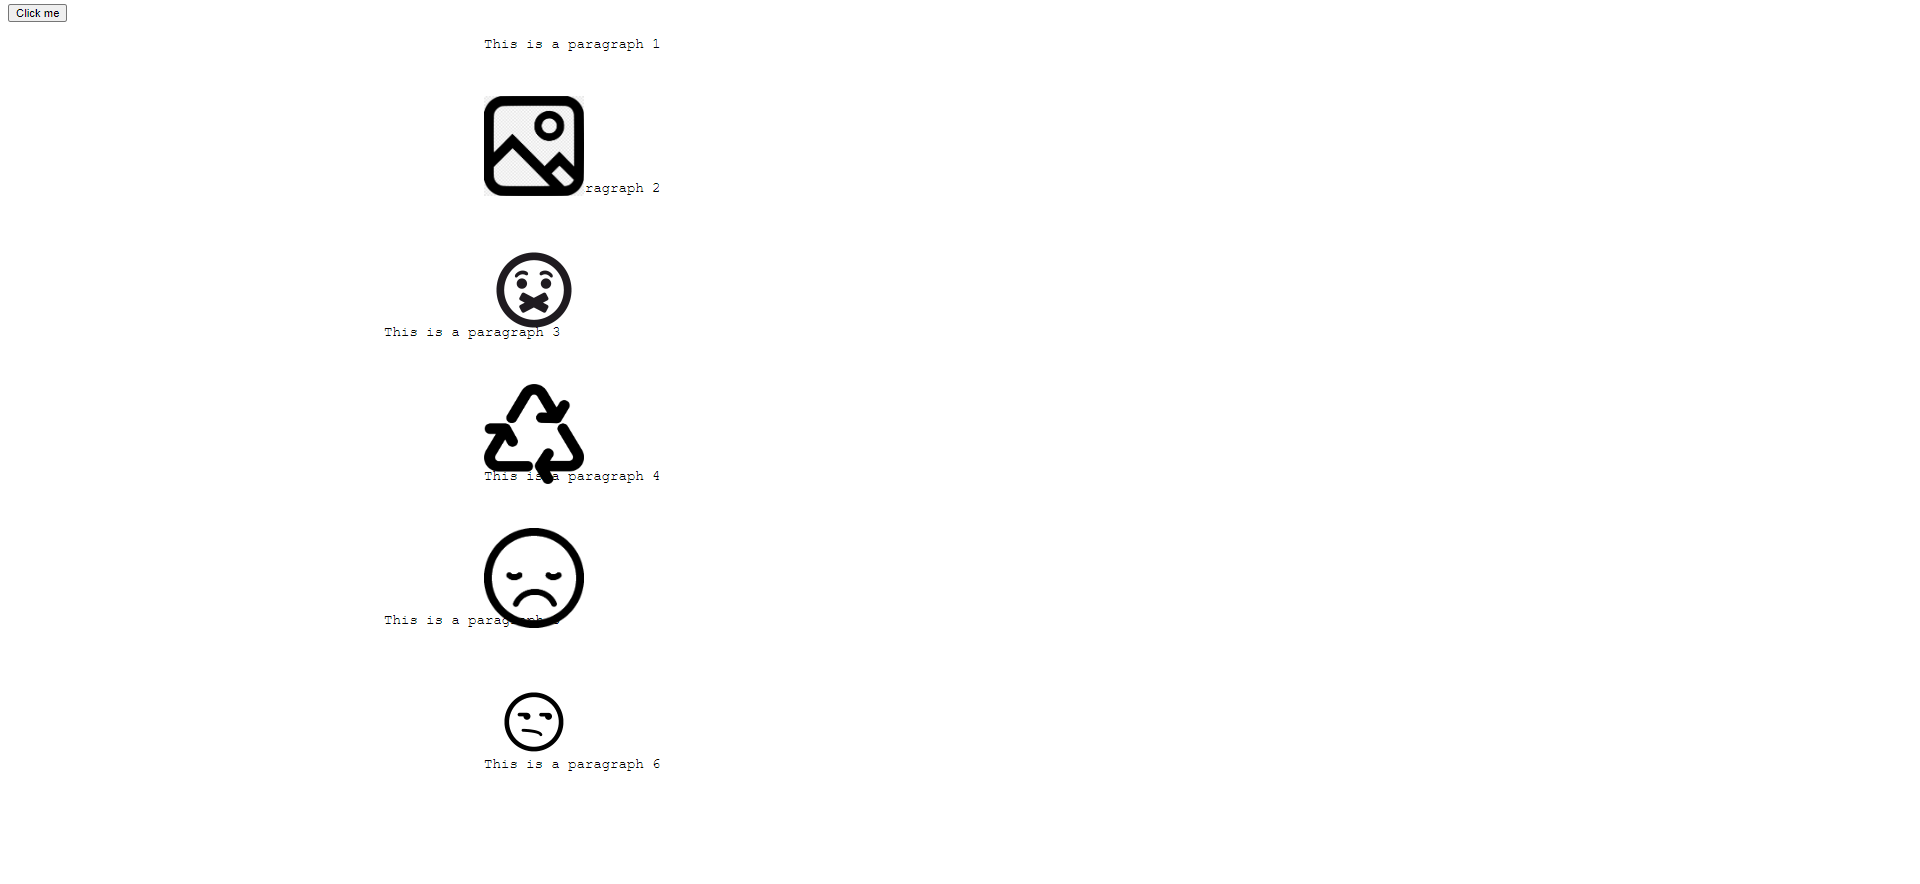 Click me
This is a paragraph 1
ragraph 2
This is a paragraph 3
This is a paragraph 4
This is a parag
This is a paragraph 6